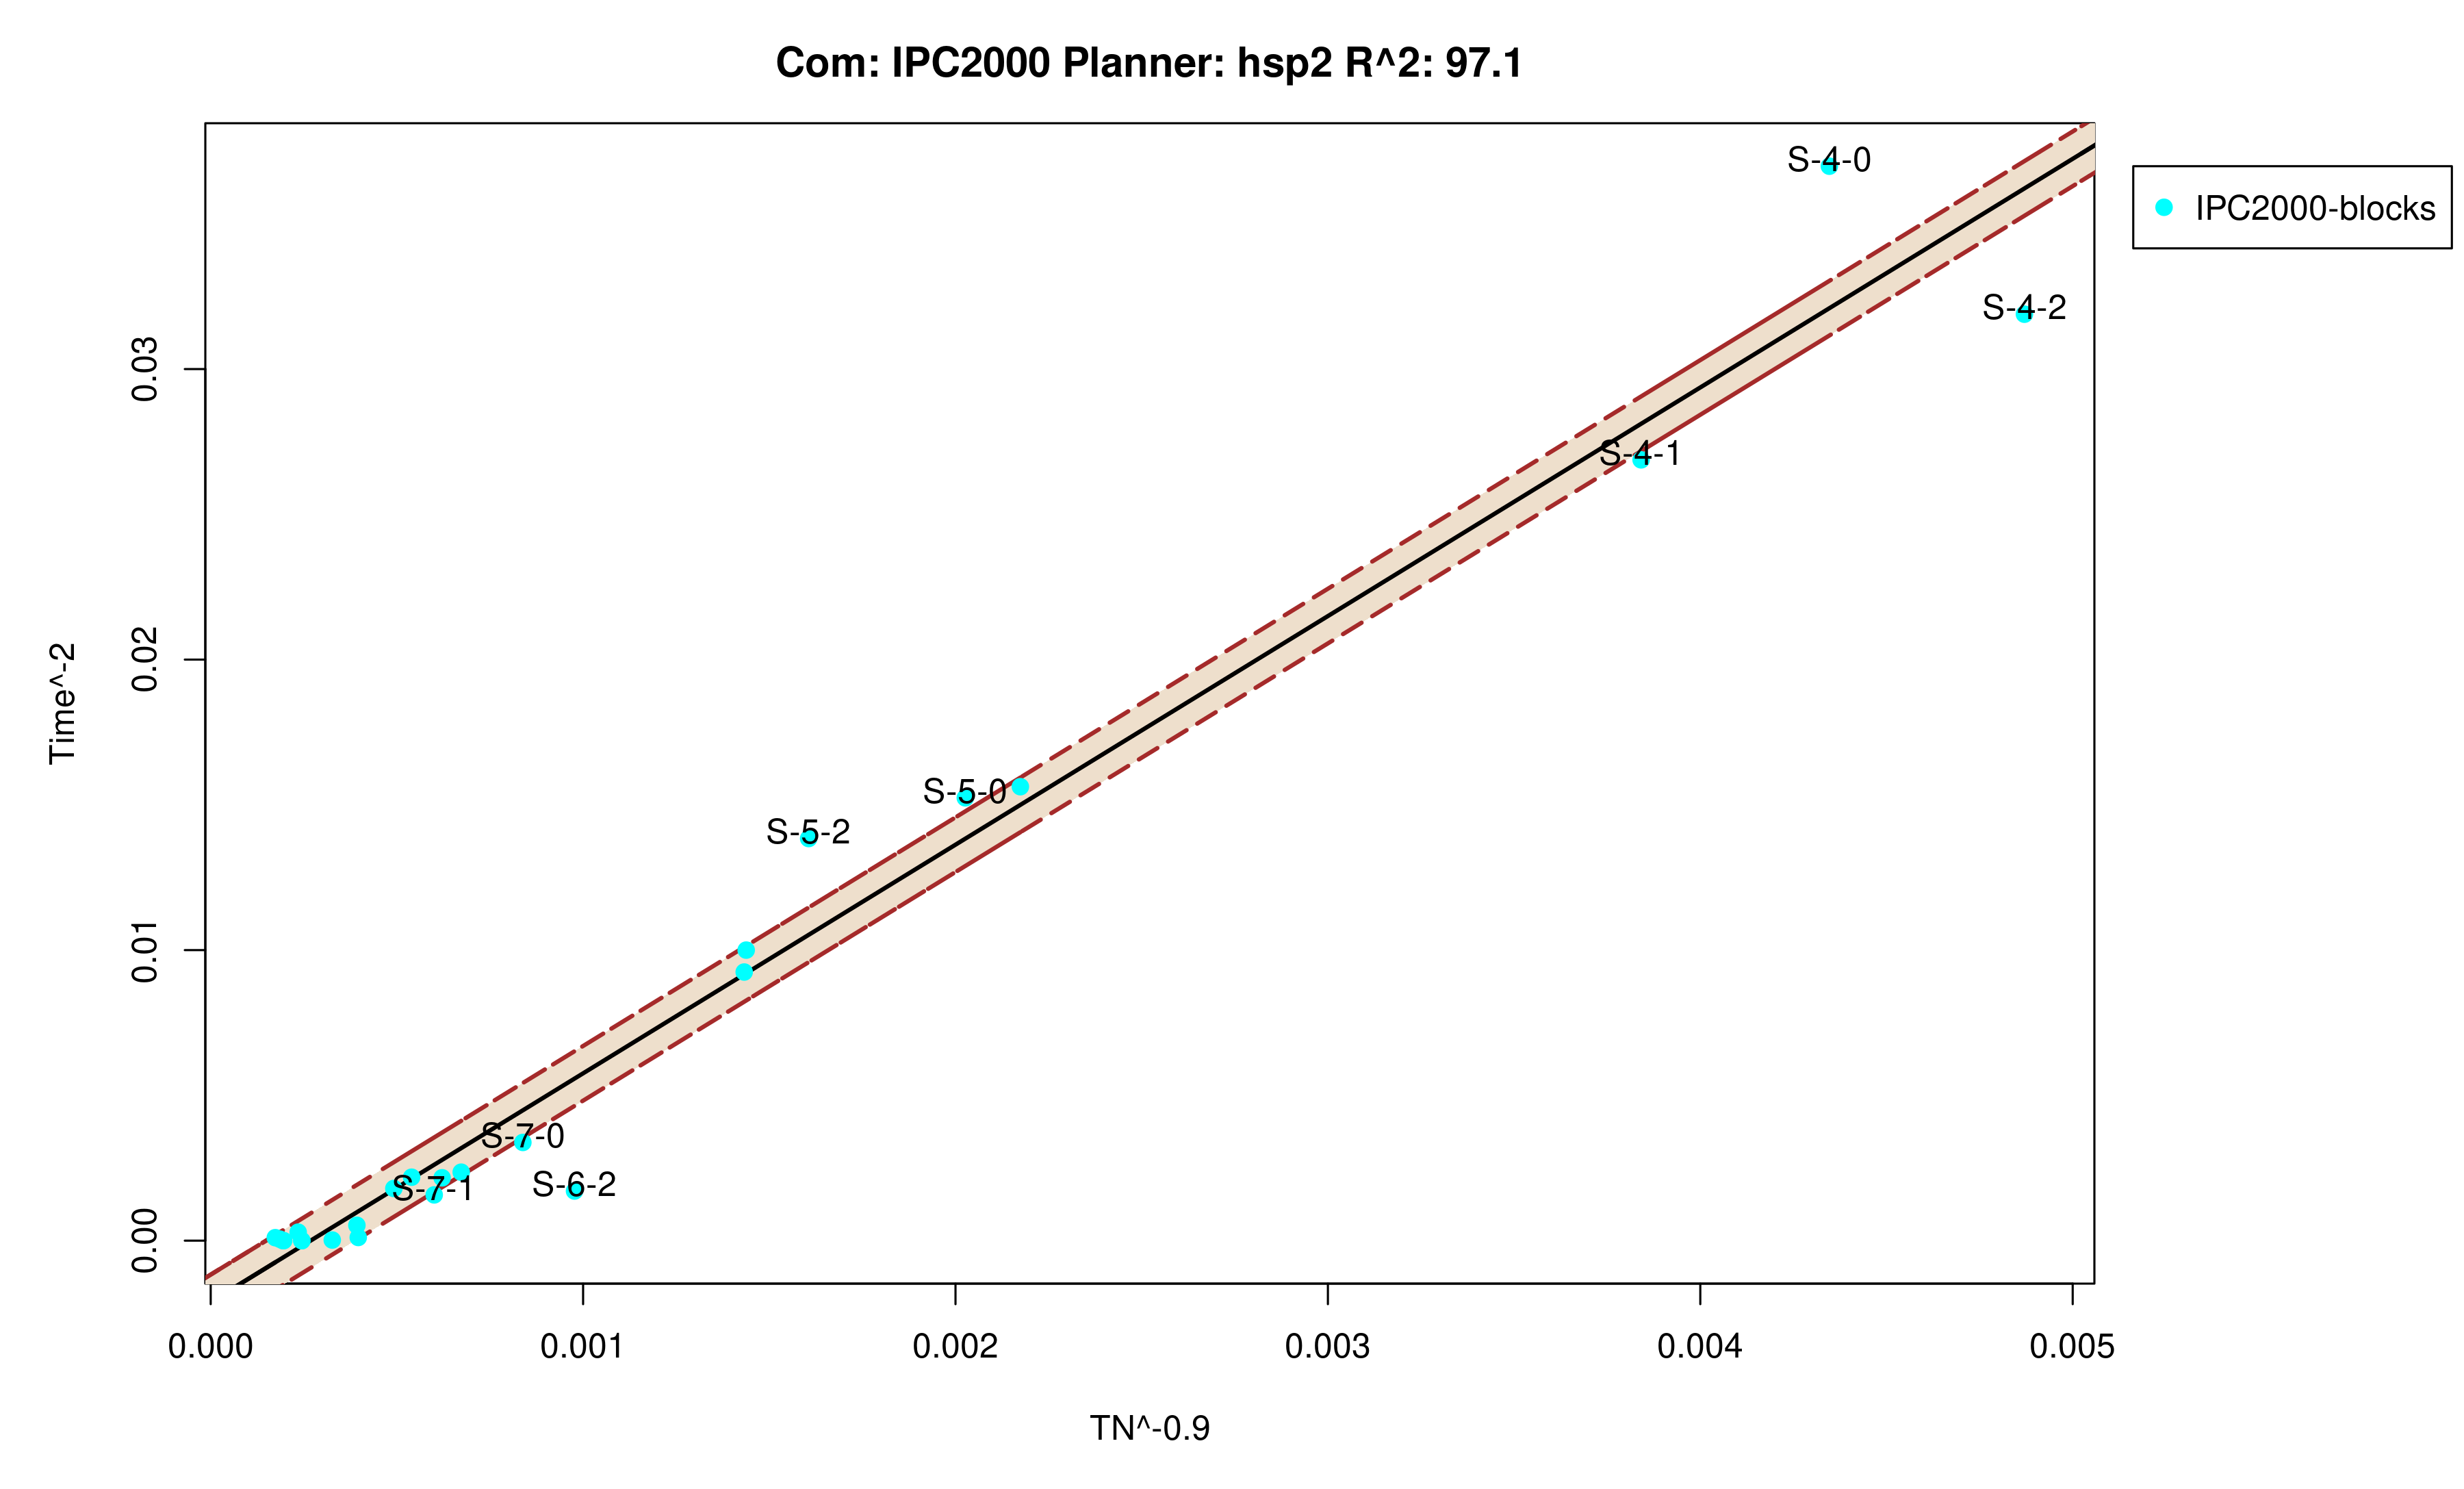 Com: IPC2000 Planner: hsp2 R^2: 97.1
S-4-0
IPC2000-blocks
S-4-2
0.03
S-4-1
0.02
Time^-2
S-5-0
S-5-2
0.01
S-7-0
S-7-1
S-6-2
0.00
0.000 0.001 0.002 0.003 0.004 0.005
TN^-0.9